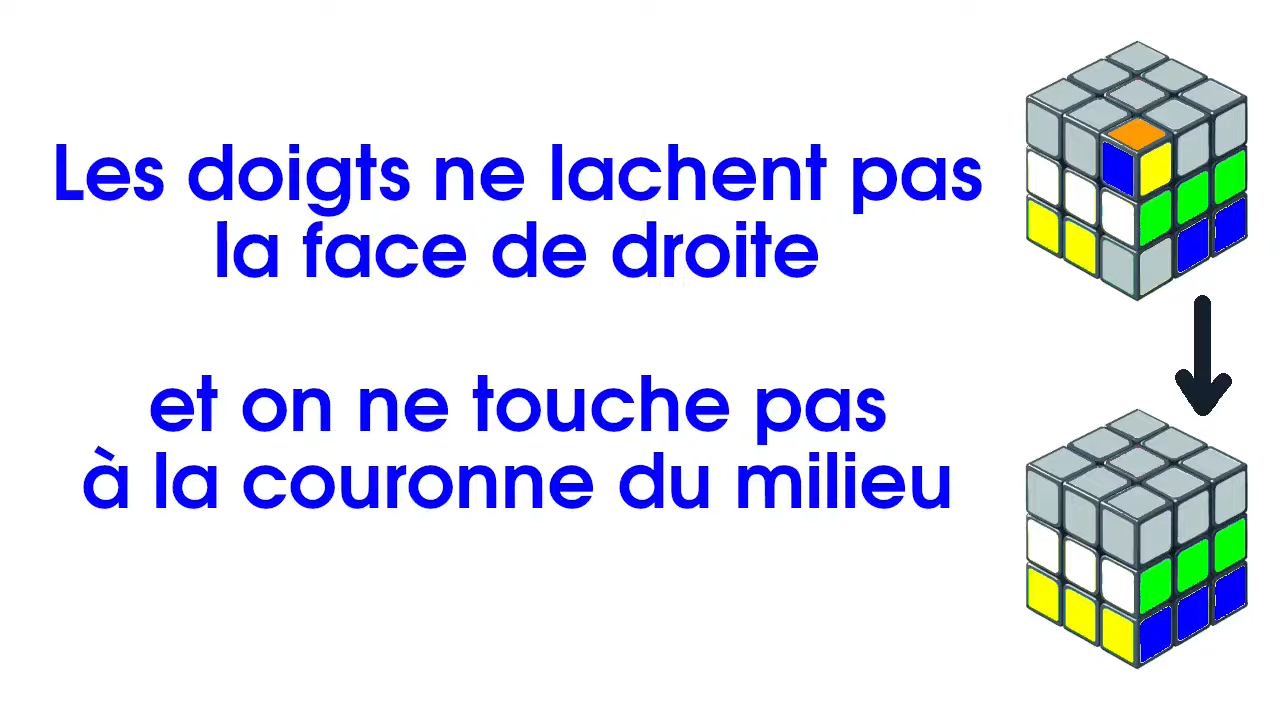 Les doigts ne lachent pas
la face de droite
et on ne touche pas
à la couronne du milieu